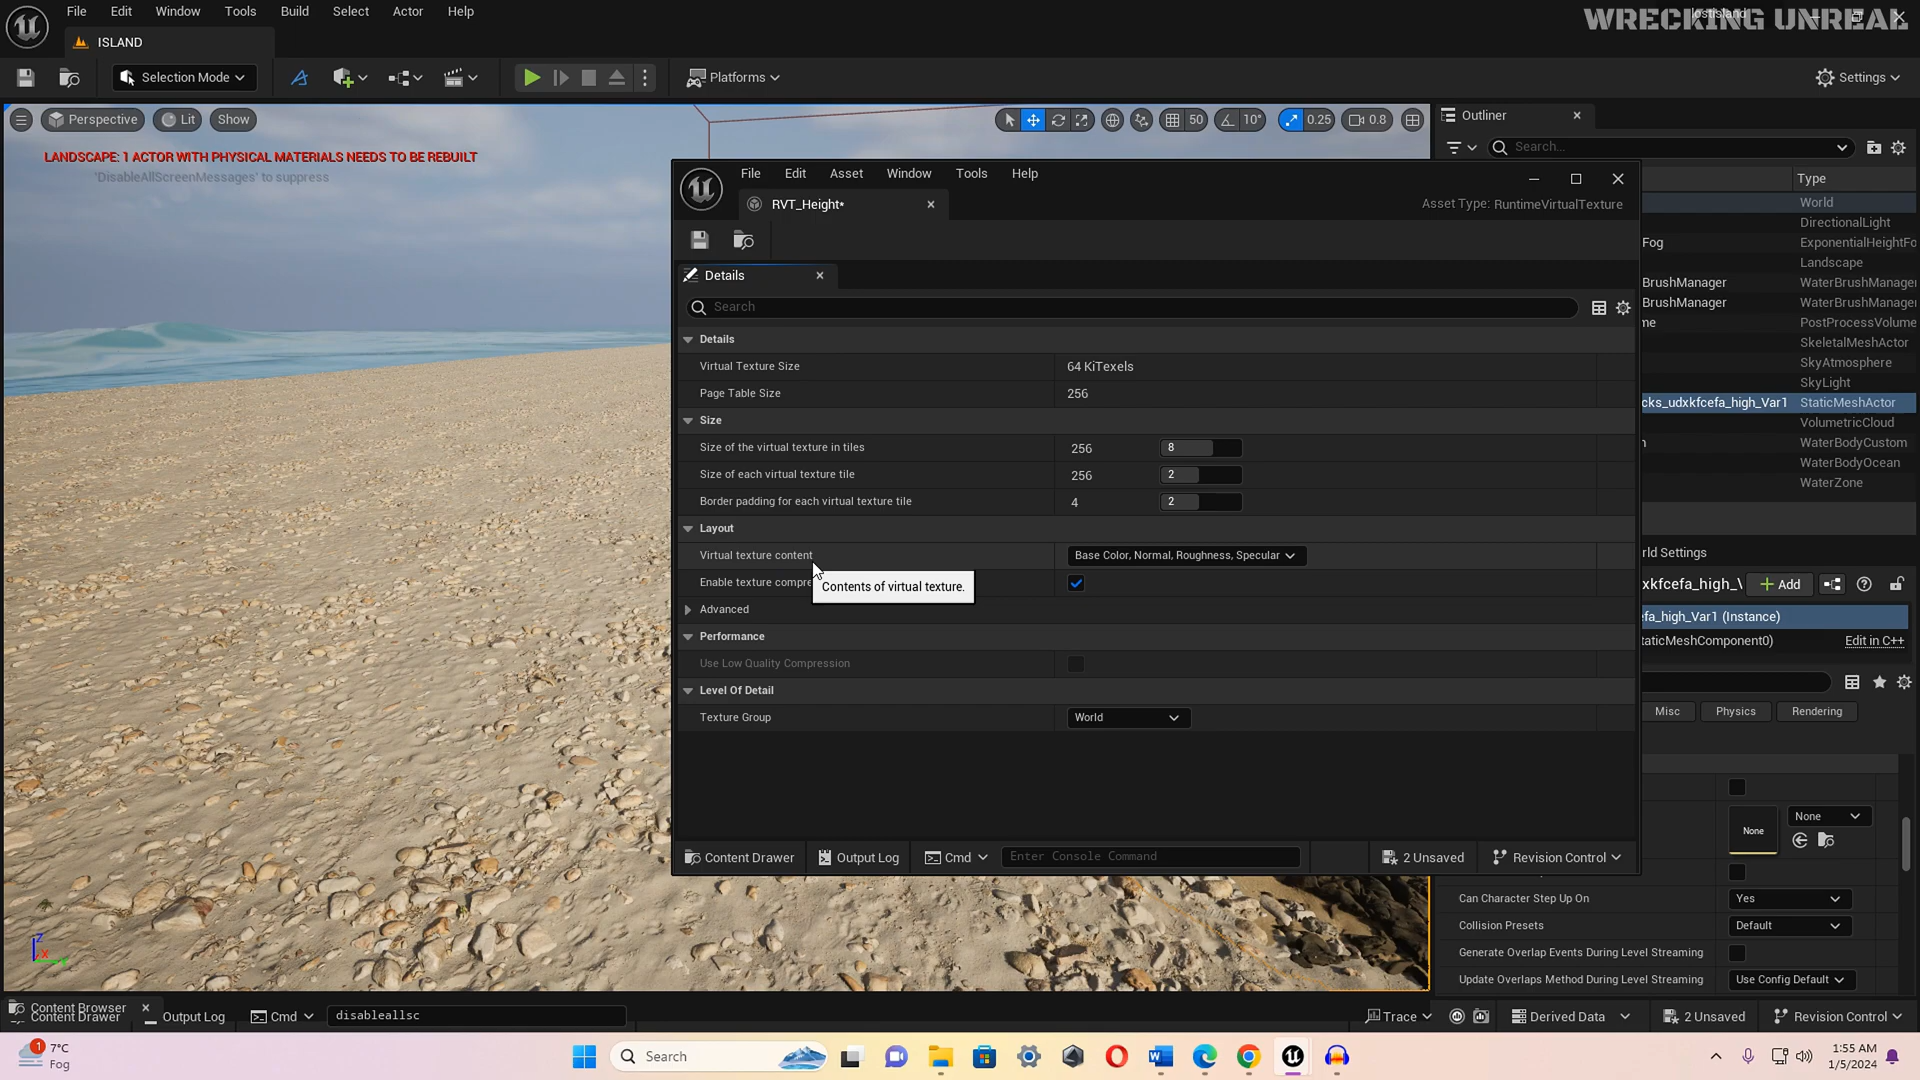 File Edit Window Tools Build Select Actor Help
WRECKING UNREAL
lostisland
ISLAND
Selection Mode
Platforms
Settings
Perspective Lit Show
50 10° 0.25 0.8
LANDSCAPE: 1 ACTOR WITH PHYSICAL MATERIALS NEEDS TO BE REBUILT
'DisableAllScreenMessages' to suppress
Outliner
Search...
Type
World
DirectionalLight
Fog ExponentialHeightFo
Landscape
BrushManager WaterBrushManage
BrushManager WaterBrushManage
me PostProcessVolume
SkeletalMeshActor
SkyAtmosphere
SkyLight
cks_udxkfcefa_high_Var1 StaticMeshActor
VolumetricCloud
WaterBodyCustom
WaterBodyOcean
WaterZone
File Edit Asset Window Tools Help
RVT_Height*
Asset Type: RuntimeVirtualTexture
Details
Search
Details
Virtual Texture Size 64 KiTexels
Page Table Size 256
Size
Size of the virtual texture in tiles 256 8
Size of each virtual texture tile 256 2
Border padding for each virtual texture tile 4 2
Layout
Virtual texture content Base Color, Normal, Roughness, Specular
Enable texture compre
Contents of virtual texture.
Advanced
Performance
Use Low Quality Compression
Level Of Detail
Texture Group World
Content Drawer Output Log Cmd Enter Console Command 2 Unsaved Revision Control
rld Settings
xkfcefa_high_V Add
efa_high_Var1 (Instance)
taticMeshComponent0) Edit in C++
Misc Physics Rendering
None None
Can Character Step Up On Yes
Collision Presets Default
Generate Overlap Events During Level Streaming
Update Overlaps Method During Level Streaming Use Config Default
Z
X
Content Browser
Content Drawer Output Log Cmd disableallsc Trace Derived Data 2 Unsaved Revision Control
1
7°C
Fog
Search
1:55 AM
1/5/2024